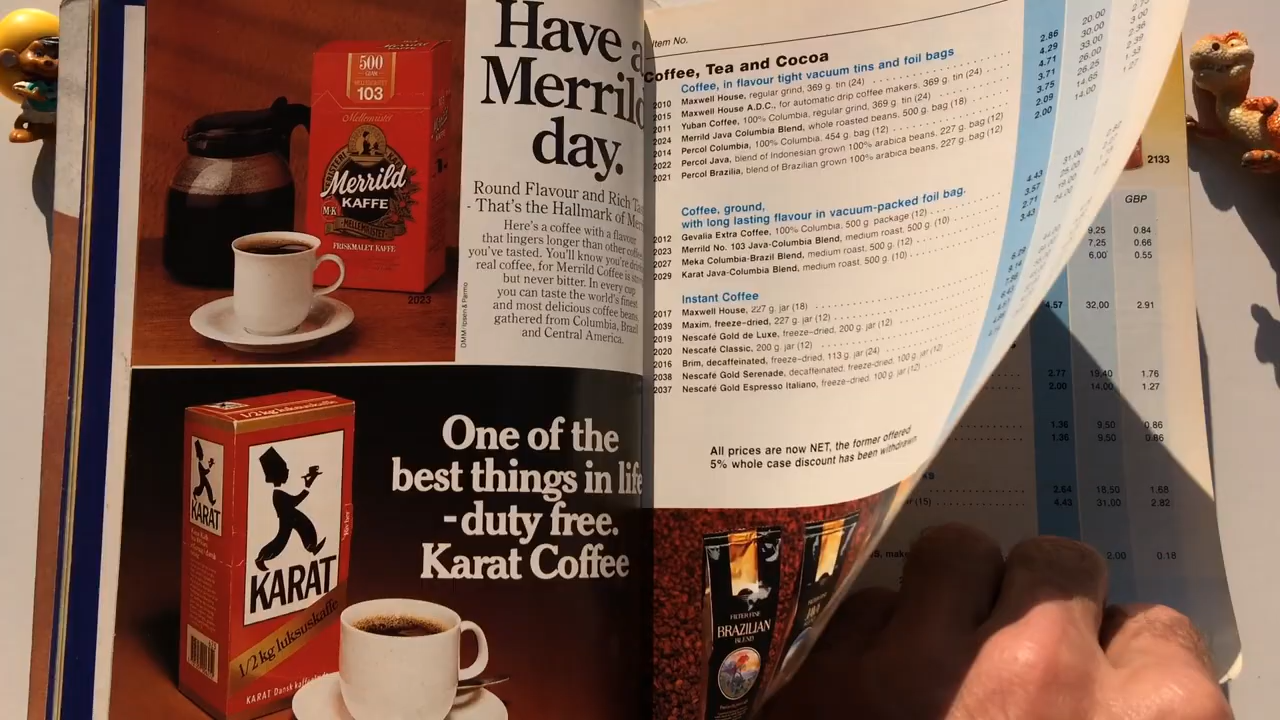 Have a
Merrild
day.
Round Flavour and Rich
- That's the Hallmark of
Here's a coffee with a flavour
that lingers longer than other
you've tasted. You'll know you're
real coffee, for Merrild Coffee is
but never bitter. In every cup
you can taste the world's finest
and most delicious coffee beans,
gathered from Columbia, Brazil
and Central America.
500
GRAM
103
Merrild
KAFFE
MK
FRISKMALET KAFFE
2023
One of the
best things in life
-duty free.
Karat Coffee
1/2 kg luksuskaffe
KARAT
KARAT
1/2 kg luksuskaffe
KARAT Dansk
Item No.
Coffee, Tea and Cocoa
Coffee, in flavour tight vacuum tins and foil bags
2010 Maxwell House, regular grind, 369 g. tin (24) 2.86 20.00
2015 Maxwell House A.D.C., for automatic drip coffee makers, 369 g. tin (24) 4.29 30.00
2011 Yuban Coffee, 100% Columbia, regular grind, 369 g. tin (24) 4.71 33.00
2024 Merrild Java Columbia Blend, whole roasted beans, 500 g. bag (18) 3.71 26.00
2014 Percol Columbia, 100% Columbia, 454 g. bag (12) 3.75 26.25
2022 Percol Java, blend of Indonesian grown 100% arabica beans, 227 g. bag (12) 2.09 14.65
2021 Percol Brazilia, blend of Brazilian grown 100% arabica beans, 227 g. bag (12) 2.00 14.00
Coffee, ground,
with long lasting flavour in vacuum-packed foil bag.
2012 Gevalia Extra Coffee, 100% Columbia, 500 g. package (12) 4.43 31.00
2023 Merrild No. 103 Java-Columbia Blend, medium roast, 500 g. (10) 3.57 25.00
2027 Meka Columbia-Brazil Blend, medium roast, 500 g. (12) 2.71 19.00
2029 Karat Java-Columbia Blend, medium roast, 500 g. (10) 3.43 24.00
Instant Coffee
2017 Maxwell House, 227 g. jar (18)
2039 Maxim, freeze-dried, 227 g. jar (12)
2019 Nescafé Gold de Luxe, freeze-dried, 200 g. jar (12)
2020 Nescafé Classic, 200 g. jar (12)
2016 Brim, decaffeinated, freeze-dried, 113 g. jar (24)
2038 Nescafé Gold Serenade, decaffeinated, freeze-dried, 100 g. jar (12)
2037 Nescafé Gold Espresso Italiano, freeze-dried, 100 g. jar (12)
All prices are now NET, the former offered
5% whole case discount has been withdrawn
FILTER FINE
BRAZILIAN
BLEND
2133
GBP
9,25 0.84
7,25 0.66
6,00 0.55
4.57 32,00 2.91
2.77 19,40 1.76
2.00 14,00 1.27
1.36 9,50 0.86
1.36 9,50 0.86
2.64 18,50 1.68
(15) 4.43 31,00 2.82
2,00 0.18